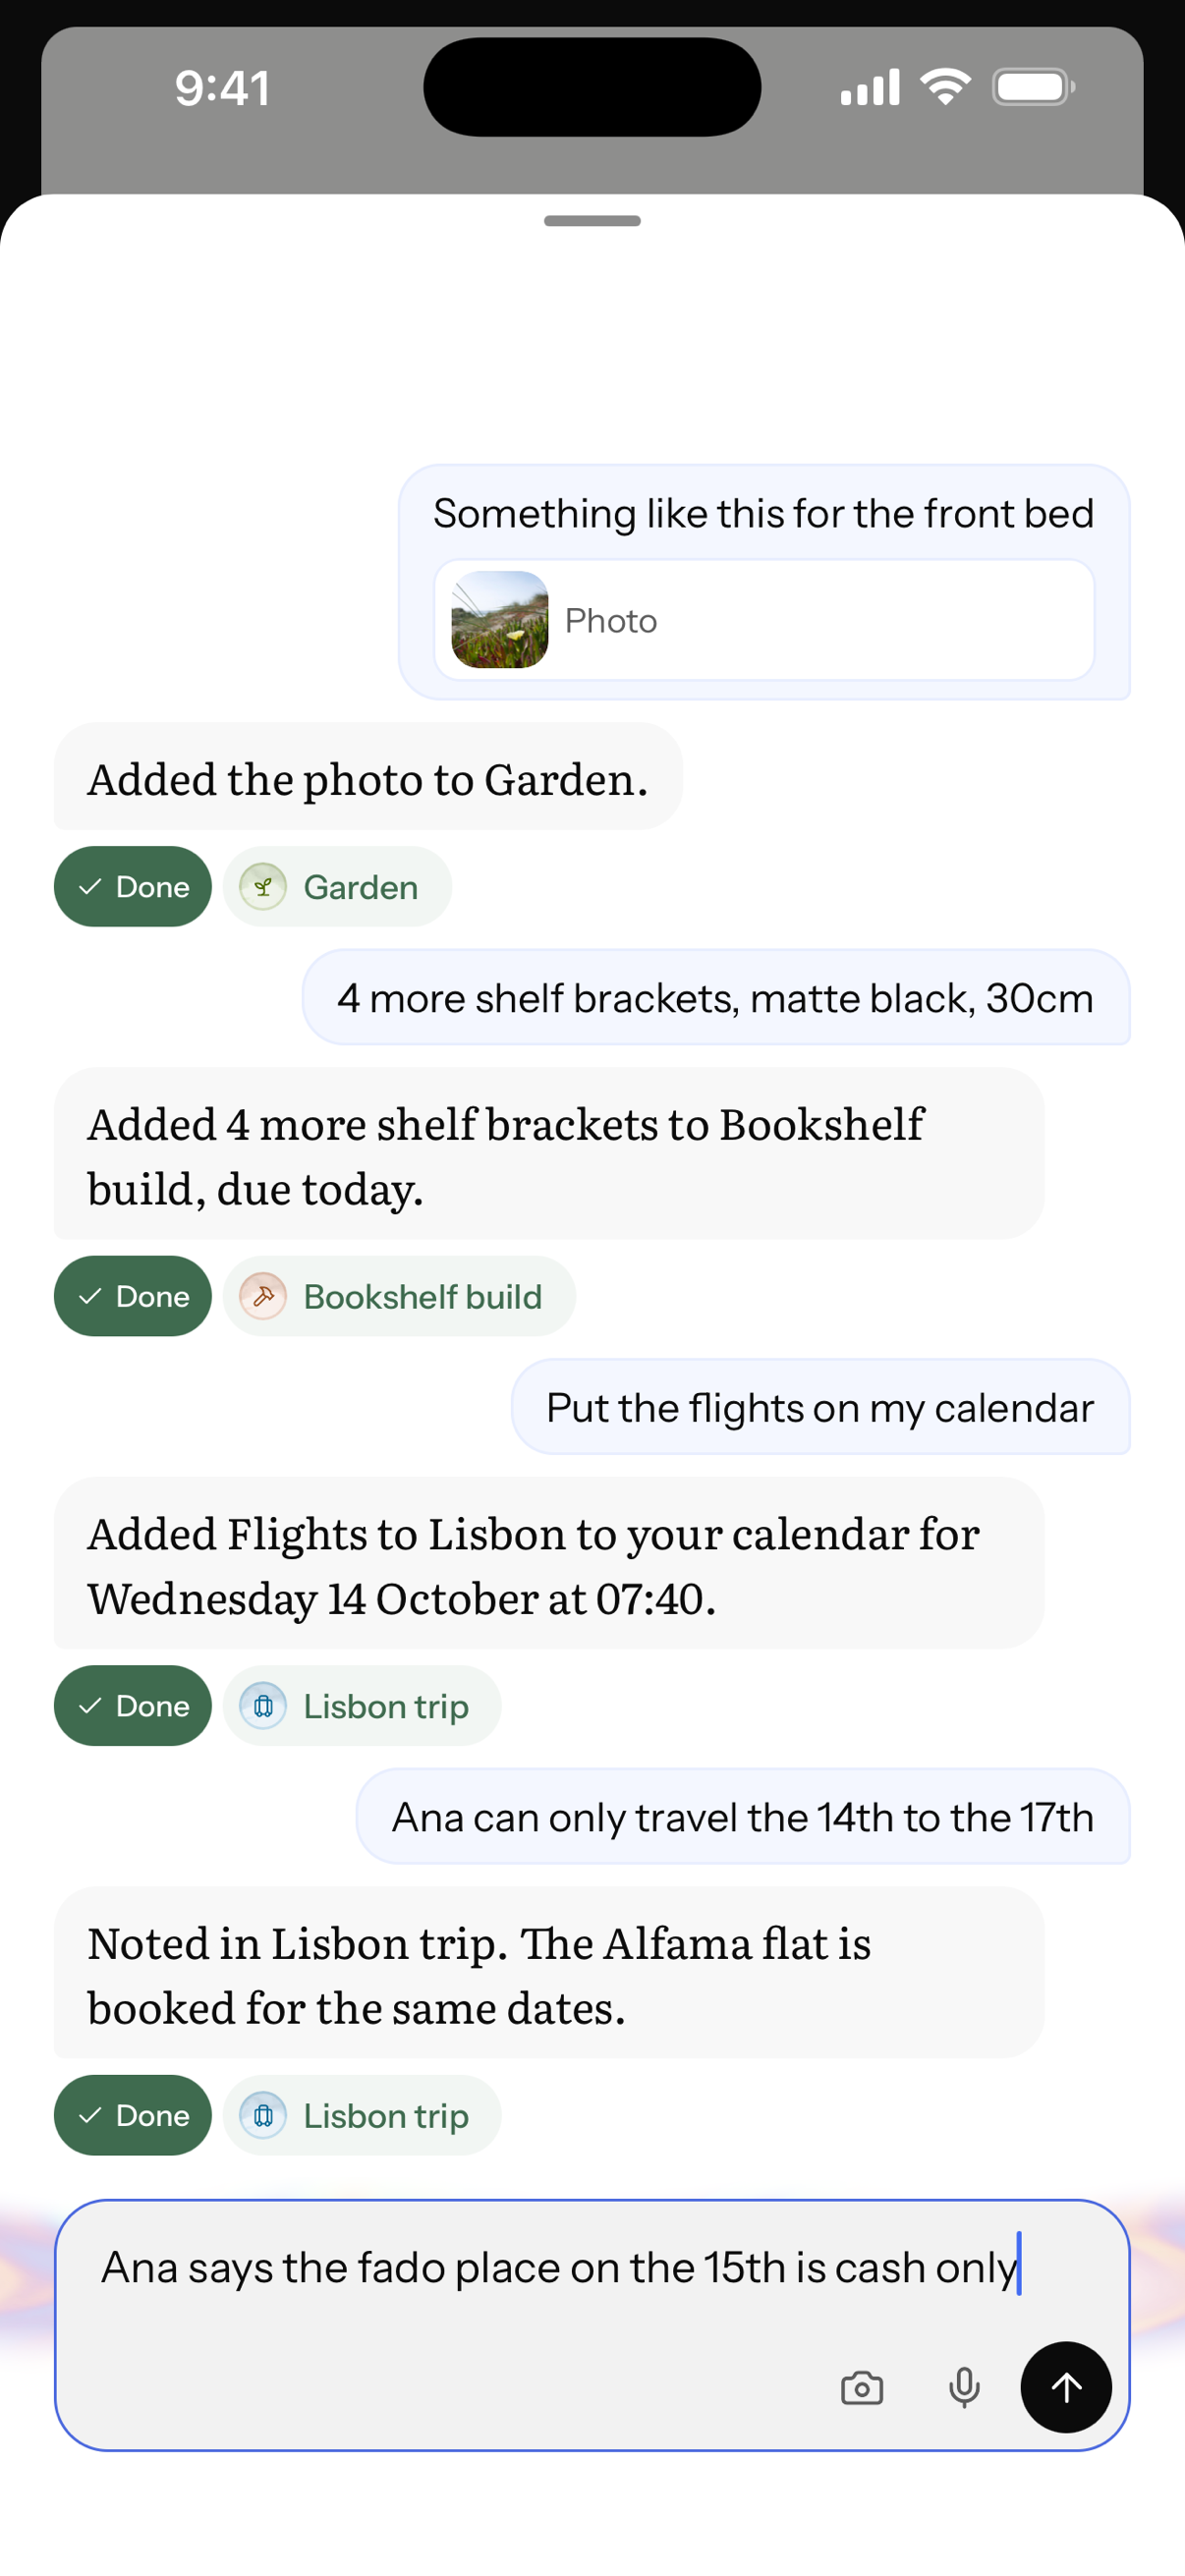 9:41
Something like this for the front bed
Photo
Added the photo to Garden.
Done
Garden
4 more shelf brackets, matte black, 30cm
Added 4 more shelf brackets to Bookshelf
build, due today.
Done
Bookshelf build
Put the flights on my calendar
Added Flights to Lisbon to your calendar for
Wednesday 14 October at 07:40.
Done
Lisbon trip
Ana can only travel the 14th to the 17th
Noted in Lisbon trip. The Alfama flat is
booked for the same dates.
Done
Lisbon trip
Ana says the fado place on the 15th is cash only